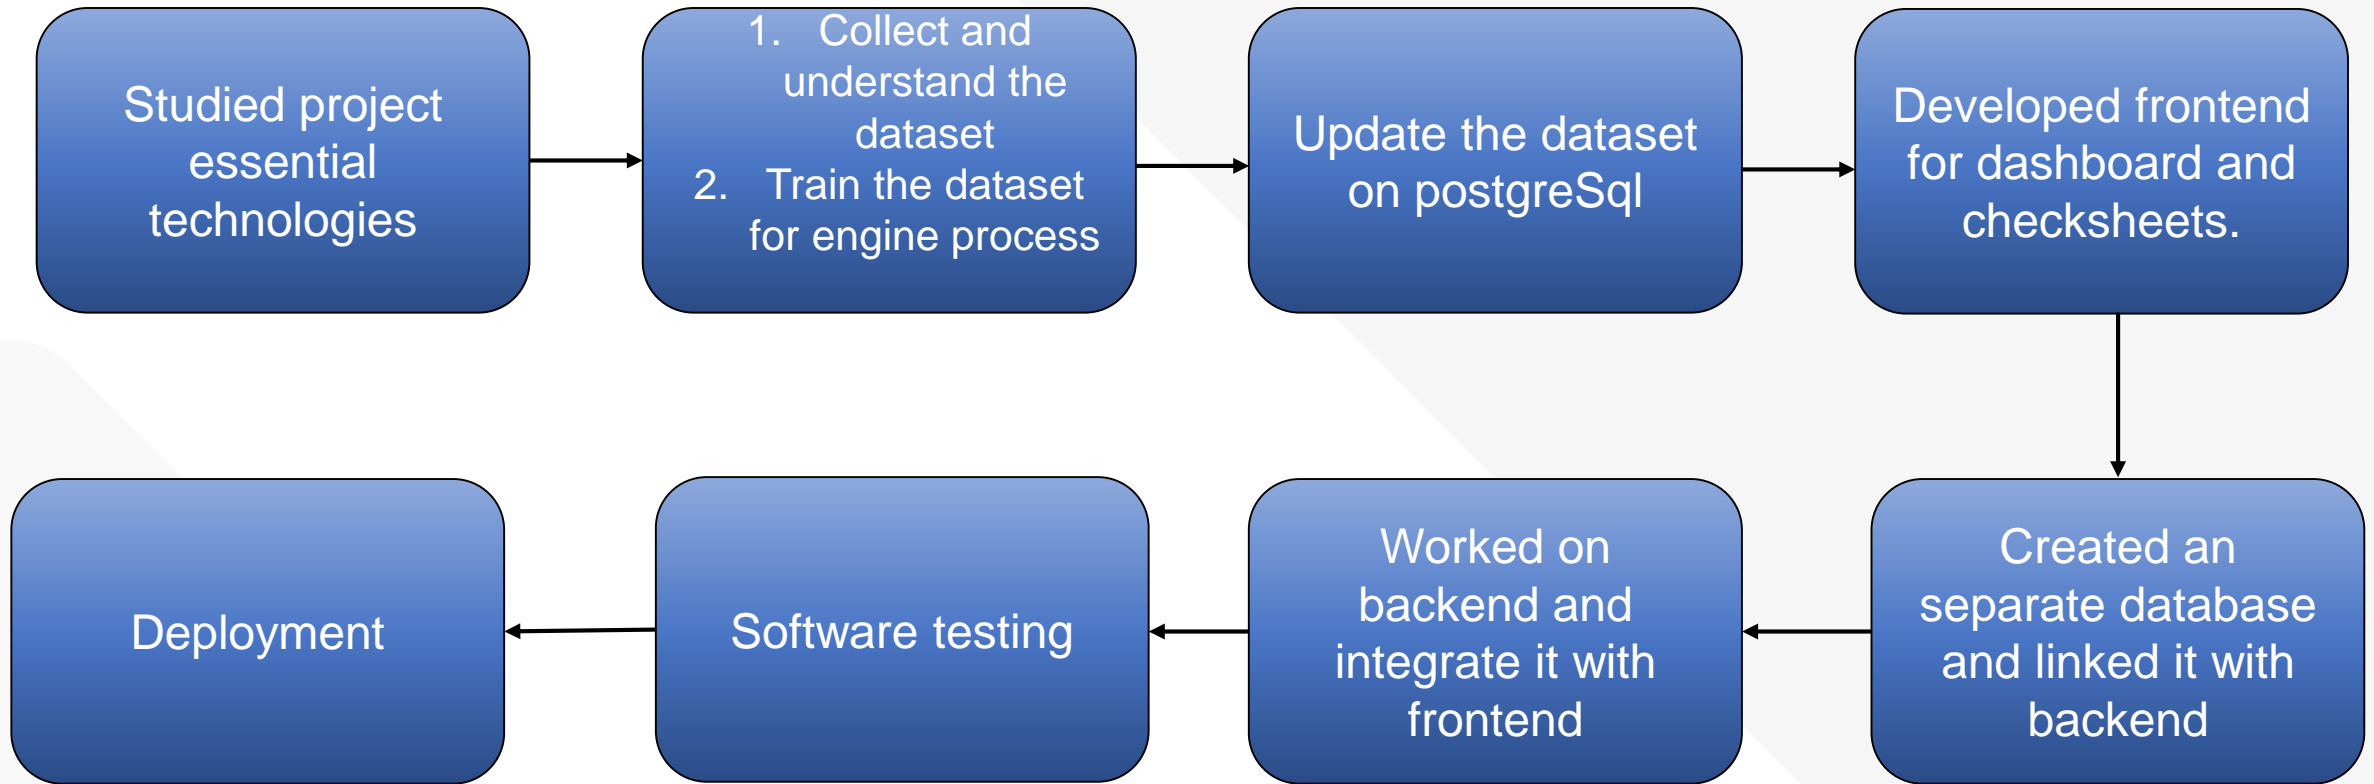 Studied project
essential
technologies
1. Collect and
understand the
dataset
2. Train the dataset
for engine process
Update the dataset
on postgreSql
Developed frontend
for dashboard and
checksheets.
Created an
separate database
and linked it with
backend
Worked on
backend and
integrate it with
frontend
Software testing
Deployment